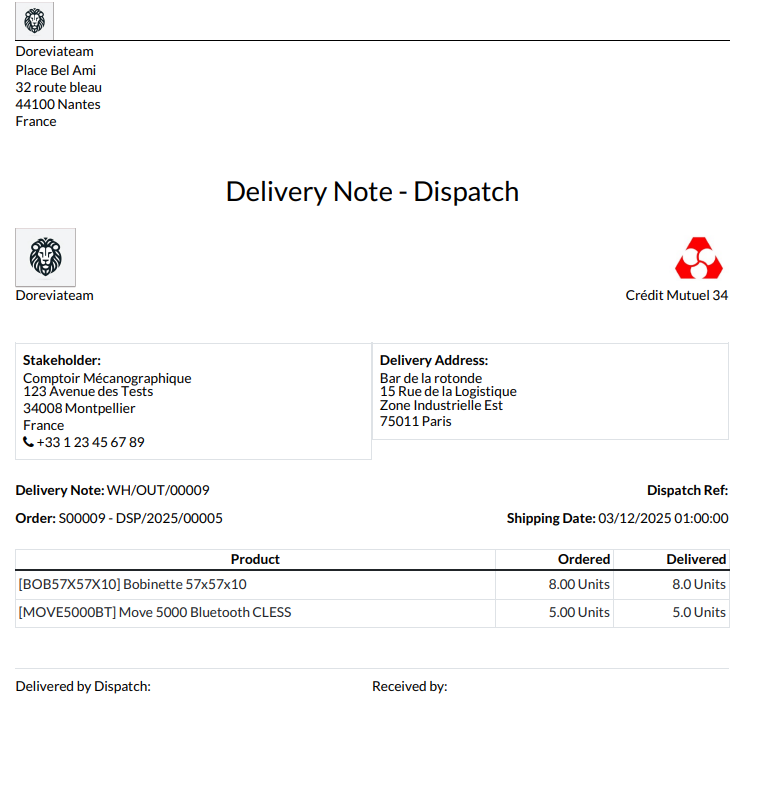 Doreviateam
Place Bel Ami
32 route bleau
44100 Nantes
France
Delivery Note - Dispatch
Doreviateam
Crédit Mutuel 34
Stakeholder:
Comptoir Mécanographique
123 Avenue des Tests
34008 Montpellier
France
+33 1 23 45 67 89
Delivery Address:
Bar de la rotonde
15 Rue de la Logistique
Zone Industrielle Est
75011 Paris
Delivery Note: WH/OUT/00009
Dispatch Ref:
Order: S00009 - DSP/2025/00005
Shipping Date: 03/12/2025 01:00:00
Product Ordered Delivered
[BOB57X57X10] Bobinette 57x57x10 8.00 Units 8.0 Units
[MOVE5000BT] Move 5000 Bluetooth CLESS 5.00 Units 5.0 Units
Delivered by Dispatch:
Received by: